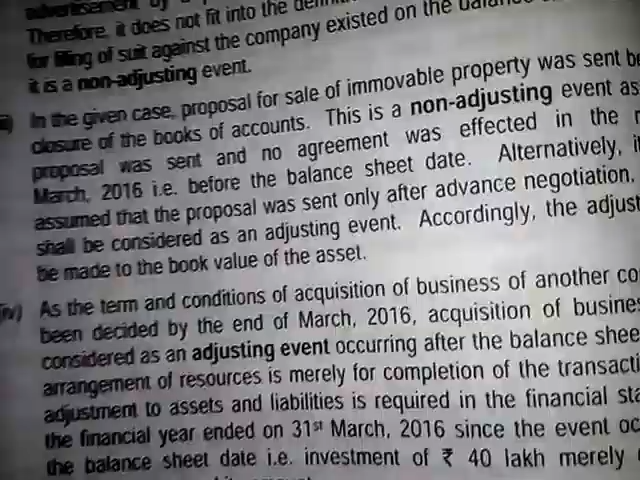 advertisement by a
Therefore, it does not fit into the
for filing of suit against the company existed on the balance
it is a non-adjusting event.
In the given case, proposal for sale of immovable property was sent be
closure of the books of accounts. This is a non-adjusting event as
proposal was sent and no agreement was effected in the
March, 2016 i.e. before the balance sheet date. Alternatively, i
assumed that the proposal was sent only after advance negotiation.
shall be considered as an adjusting event. Accordingly, the adjust
be made to the book value of the asset.
iv) As the term and conditions of acquisition of business of another co
been decided by the end of March, 2016, acquisition of busine
considered as an adjusting event occurring after the balance shee
arrangement of resources is merely for completion of the transacti
adjustment to assets and liabilities is required in the financial sta
the financial year ended on 31st March, 2016 since the event oc
the balance sheet date i.e. investment of ₹ 40 lakh merely